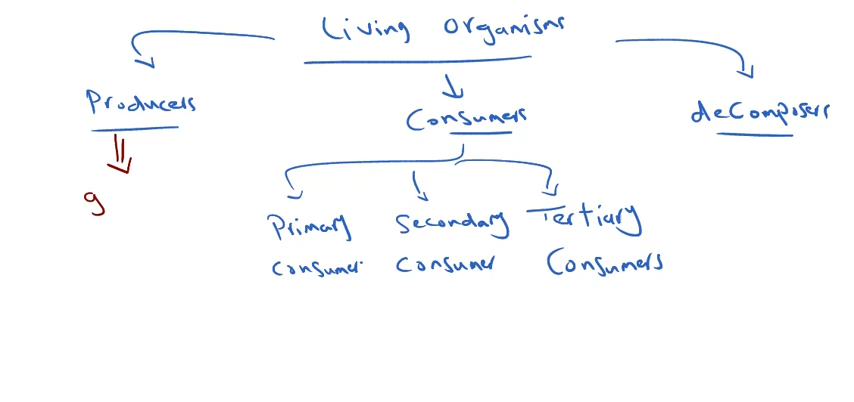 Living Organisms
Producers
Consumers
decomposers
g
Primary Secondary Tertiary
Consumer Consumer Consumers